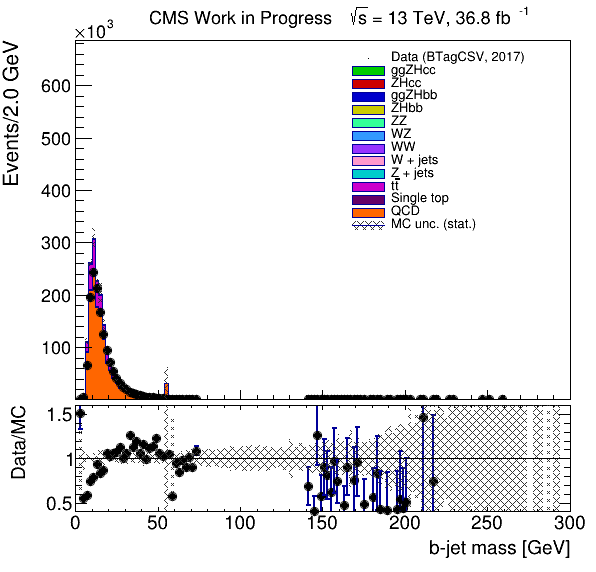 CMS Work in Progress √s = 13 TeV, 36.8 fb⁻¹
×10³
Events/2.0 GeV
600
500
400
300
200
100
Data (BTagCSV, 2017)
ggZHcc
ZHcc
ggZHbb
ZHbb
ZZ
WZ
WW
W + jets
Z + jets
tt̅
Single top
QCD
MC unc. (stat.)
Data/MC
1.5
1
0.5
0 50 100 150 200 250 300
b-jet mass [GeV]